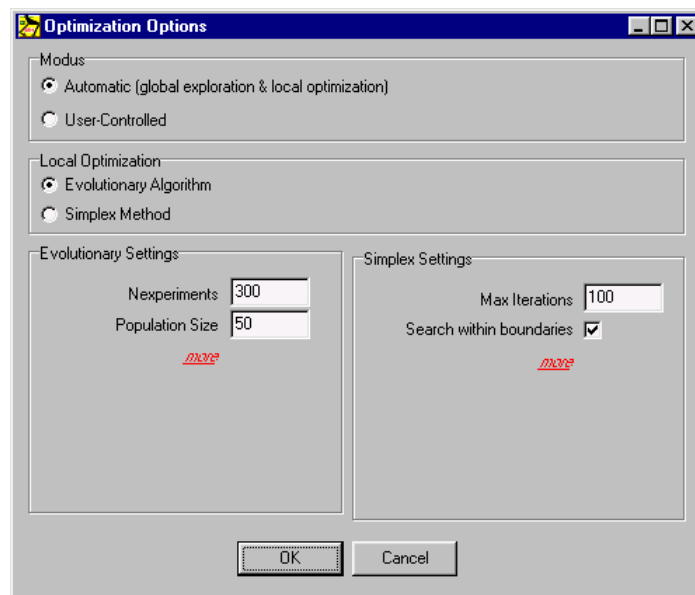 Optimization Options
Modus
Automatic (global exploration & local optimization)
User-Controlled
Local Optimization
Evolutionary Algorithm
Simplex Method
Evolutionary Settings
Nexperiments 300
Population Size 50
more
Simplex Settings
Max Iterations 100
Search within boundaries
more
OK Cancel